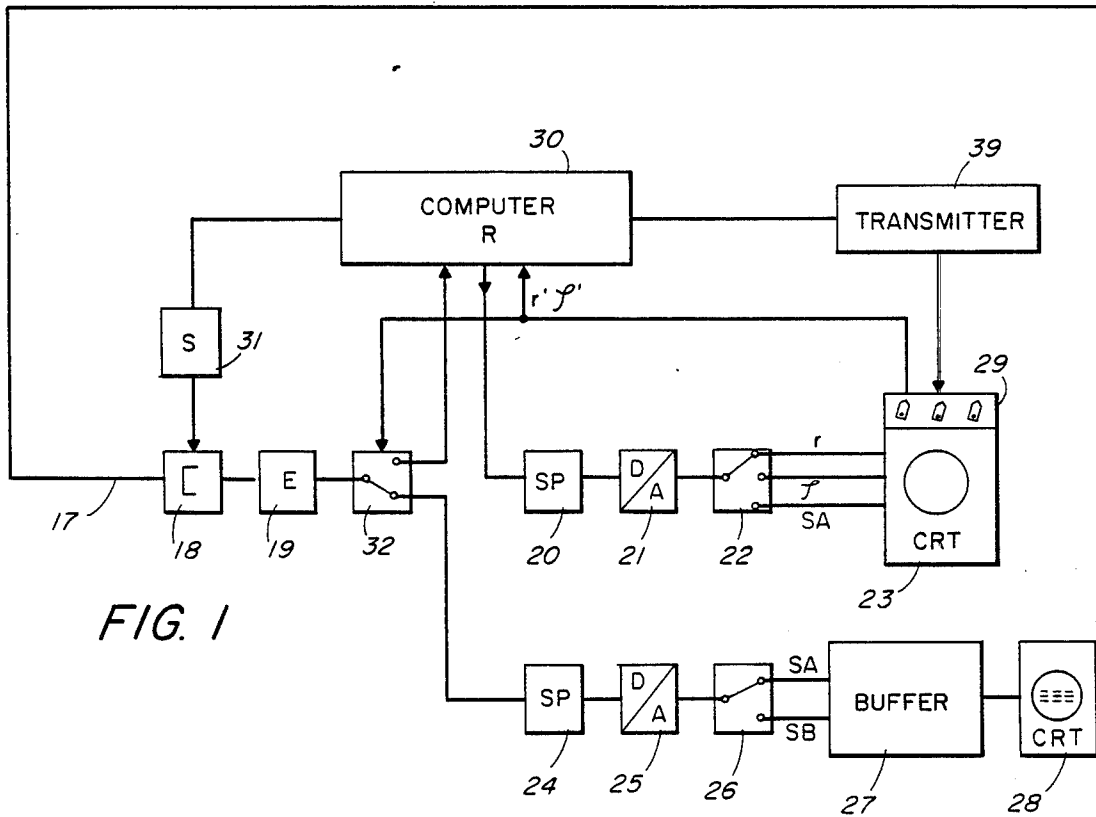 30
39
COMPUTER
R
TRANSMITTER
r' 𝒥'
S
31
29
[
E
r
SP
D/A
𝒥
SA
CRT
17
18
19
32
20
21
22
23
FIG. 1
SP
D/A
SA
SB
BUFFER
CRT
24
25
26
27
28